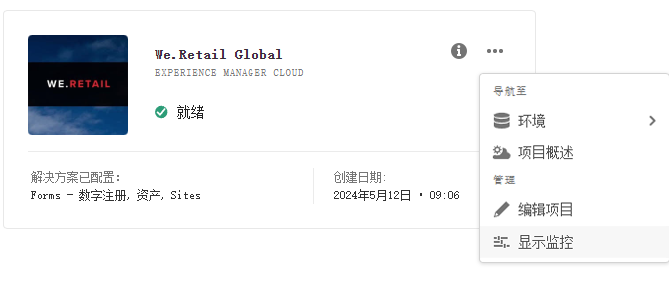 WE.RETAIL
We.Retail Global
EXPERIENCE MANAGER CLOUD
就绪
解决方案已配置:
Forms - 数字注册, 资产, Sites
创建日期:
2024年5月12日 • 09:06
导航至
环境
项目概述
管理
编辑项目
显示监控